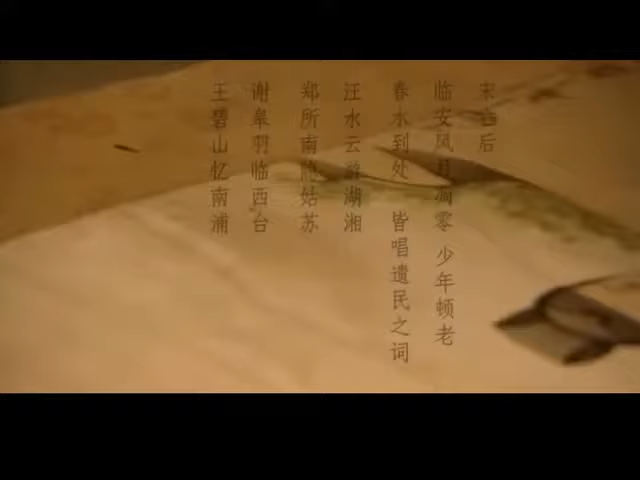 宋亡后
临安风月凋零 少年顿老
春水到处 皆唱遗民之词
汪水云游湖湘
郑所南隐姑苏
谢皋羽临西台
王碧山忆南浦